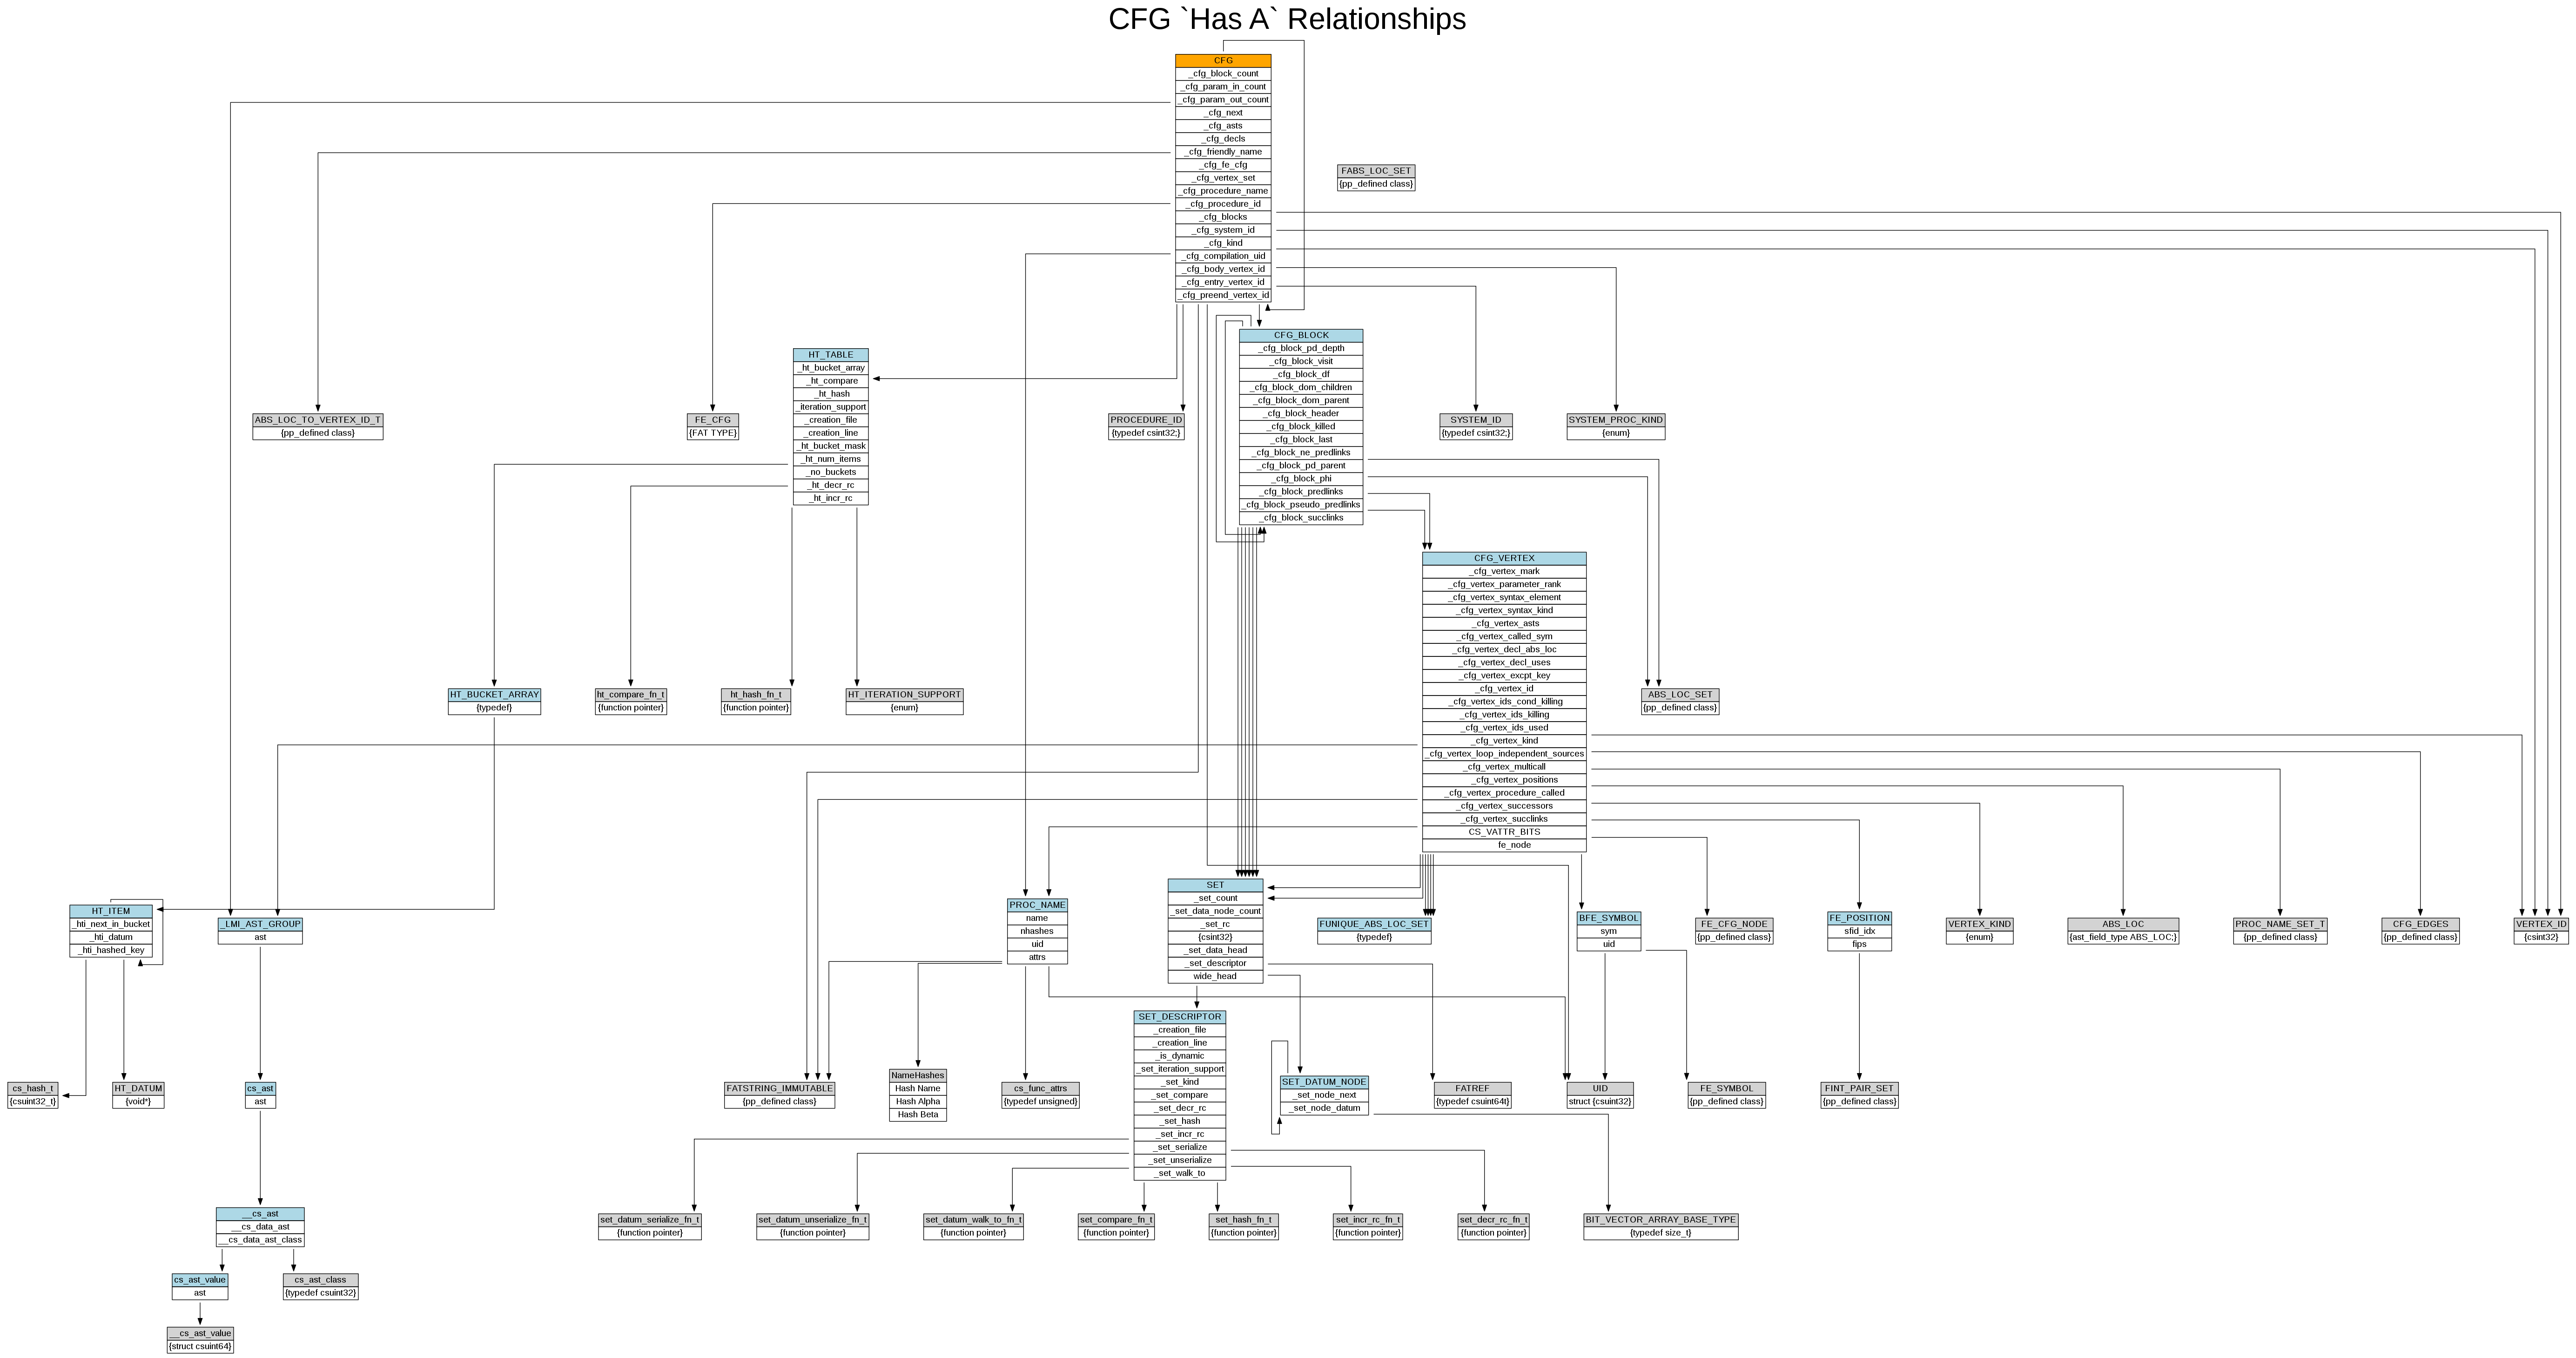 CFG `Has A` Relationships
CFG
_cfg_block_count
_cfg_param_in_count
_cfg_param_out_count
_cfg_next
_cfg_asts
_cfg_decls
_cfg_friendly_name
_cfg_fe_cfg
_cfg_vertex_set
_cfg_procedure_name
_cfg_procedure_id
_cfg_blocks
_cfg_system_id
_cfg_kind
_cfg_compilation_uid
_cfg_body_vertex_id
_cfg_entry_vertex_id
_cfg_preend_vertex_id
FABS_LOC_SET
{pp_defined class}
CFG_BLOCK
_cfg_block_pd_depth
_cfg_block_visit
_cfg_block_df
_cfg_block_dom_children
_cfg_block_dom_parent
_cfg_block_header
_cfg_block_killed
_cfg_block_last
_cfg_block_ne_predlinks
_cfg_block_pd_parent
_cfg_block_phi
_cfg_block_predlinks
_cfg_block_pseudo_predlinks
_cfg_block_succlinks
HT_TABLE
_ht_bucket_array
_ht_compare
_ht_hash
_iteration_support
_creation_file
_creation_line
_ht_bucket_mask
_ht_num_items
_no_buckets
_ht_decr_rc
_ht_incr_rc
ABS_LOC_TO_VERTEX_ID_T
{pp_defined class}
FE_CFG
{FAT TYPE}
PROCEDURE_ID
{typedef csint32;}
SYSTEM_ID
{typedef csint32;}
SYSTEM_PROC_KIND
{enum}
CFG_VERTEX
_cfg_vertex_mark
_cfg_vertex_parameter_rank
_cfg_vertex_syntax_element
_cfg_vertex_syntax_kind
_cfg_vertex_asts
_cfg_vertex_called_sym
_cfg_vertex_decl_abs_loc
_cfg_vertex_decl_uses
_cfg_vertex_excpt_key
_cfg_vertex_id
_cfg_vertex_ids_cond_killing
_cfg_vertex_ids_killing
_cfg_vertex_ids_used
_cfg_vertex_kind
_cfg_vertex_loop_independent_sources
_cfg_vertex_multicall
_cfg_vertex_positions
_cfg_vertex_procedure_called
_cfg_vertex_successors
_cfg_vertex_succlinks
CS_VATTR_BITS
fe_node
HT_BUCKET_ARRAY
{typedef}
ht_compare_fn_t
{function pointer}
ht_hash_fn_t
{function pointer}
HT_ITERATION_SUPPORT
{enum}
ABS_LOC_SET
{pp_defined class}
HT_ITEM
_hti_next_in_bucket
_hti_datum
_hti_hashed_key
_LMI_AST_GROUP
ast
PROC_NAME
name
nhashes
uid
attrs
SET
_set_count
_set_data_node_count
_set_rc
{csint32}
_set_data_head
_set_descriptor
wide_head
FUNIQUE_ABS_LOC_SET
{typedef}
BFE_SYMBOL
sym
uid
FE_CFG_NODE
{pp_defined class}
FE_POSITION
sfid_idx
fips
VERTEX_KIND
{enum}
ABS_LOC
{ast_field_type ABS_LOC;}
PROC_NAME_SET_T
{pp_defined class}
CFG_EDGES
{pp_defined class}
VERTEX_ID
{csint32}
SET_DESCRIPTOR
_creation_file
_creation_line
_is_dynamic
_set_iteration_support
_set_kind
_set_compare
_set_decr_rc
_set_hash
_set_incr_rc
_set_serialize
_set_unserialize
_set_walk_to
cs_hash_t
{csuint32_t}
HT_DATUM
{void*}
cs_ast
ast
FATSTRING_IMMUTABLE
{pp_defined class}
NameHashes
Hash Name
Hash Alpha
Hash Beta
cs_func_attrs
{typedef unsigned}
SET_DATUM_NODE
_set_node_next
_set_node_datum
FATREF
{typedef csuint64t}
UID
struct {csuint32}
FE_SYMBOL
{pp_defined class}
FINT_PAIR_SET
{pp_defined class}
__cs_ast
__cs_data_ast
__cs_data_ast_class
set_datum_serialize_fn_t
{function pointer}
set_datum_unserialize_fn_t
{function pointer}
set_datum_walk_to_fn_t
{function pointer}
set_compare_fn_t
{function pointer}
set_hash_fn_t
{function pointer}
set_incr_rc_fn_t
{function pointer}
set_decr_rc_fn_t
{function pointer}
BIT_VECTOR_ARRAY_BASE_TYPE
{typedef size_t}
cs_ast_value
ast
cs_ast_class
{typedef csuint32}
__cs_ast_value
{struct csuint64}